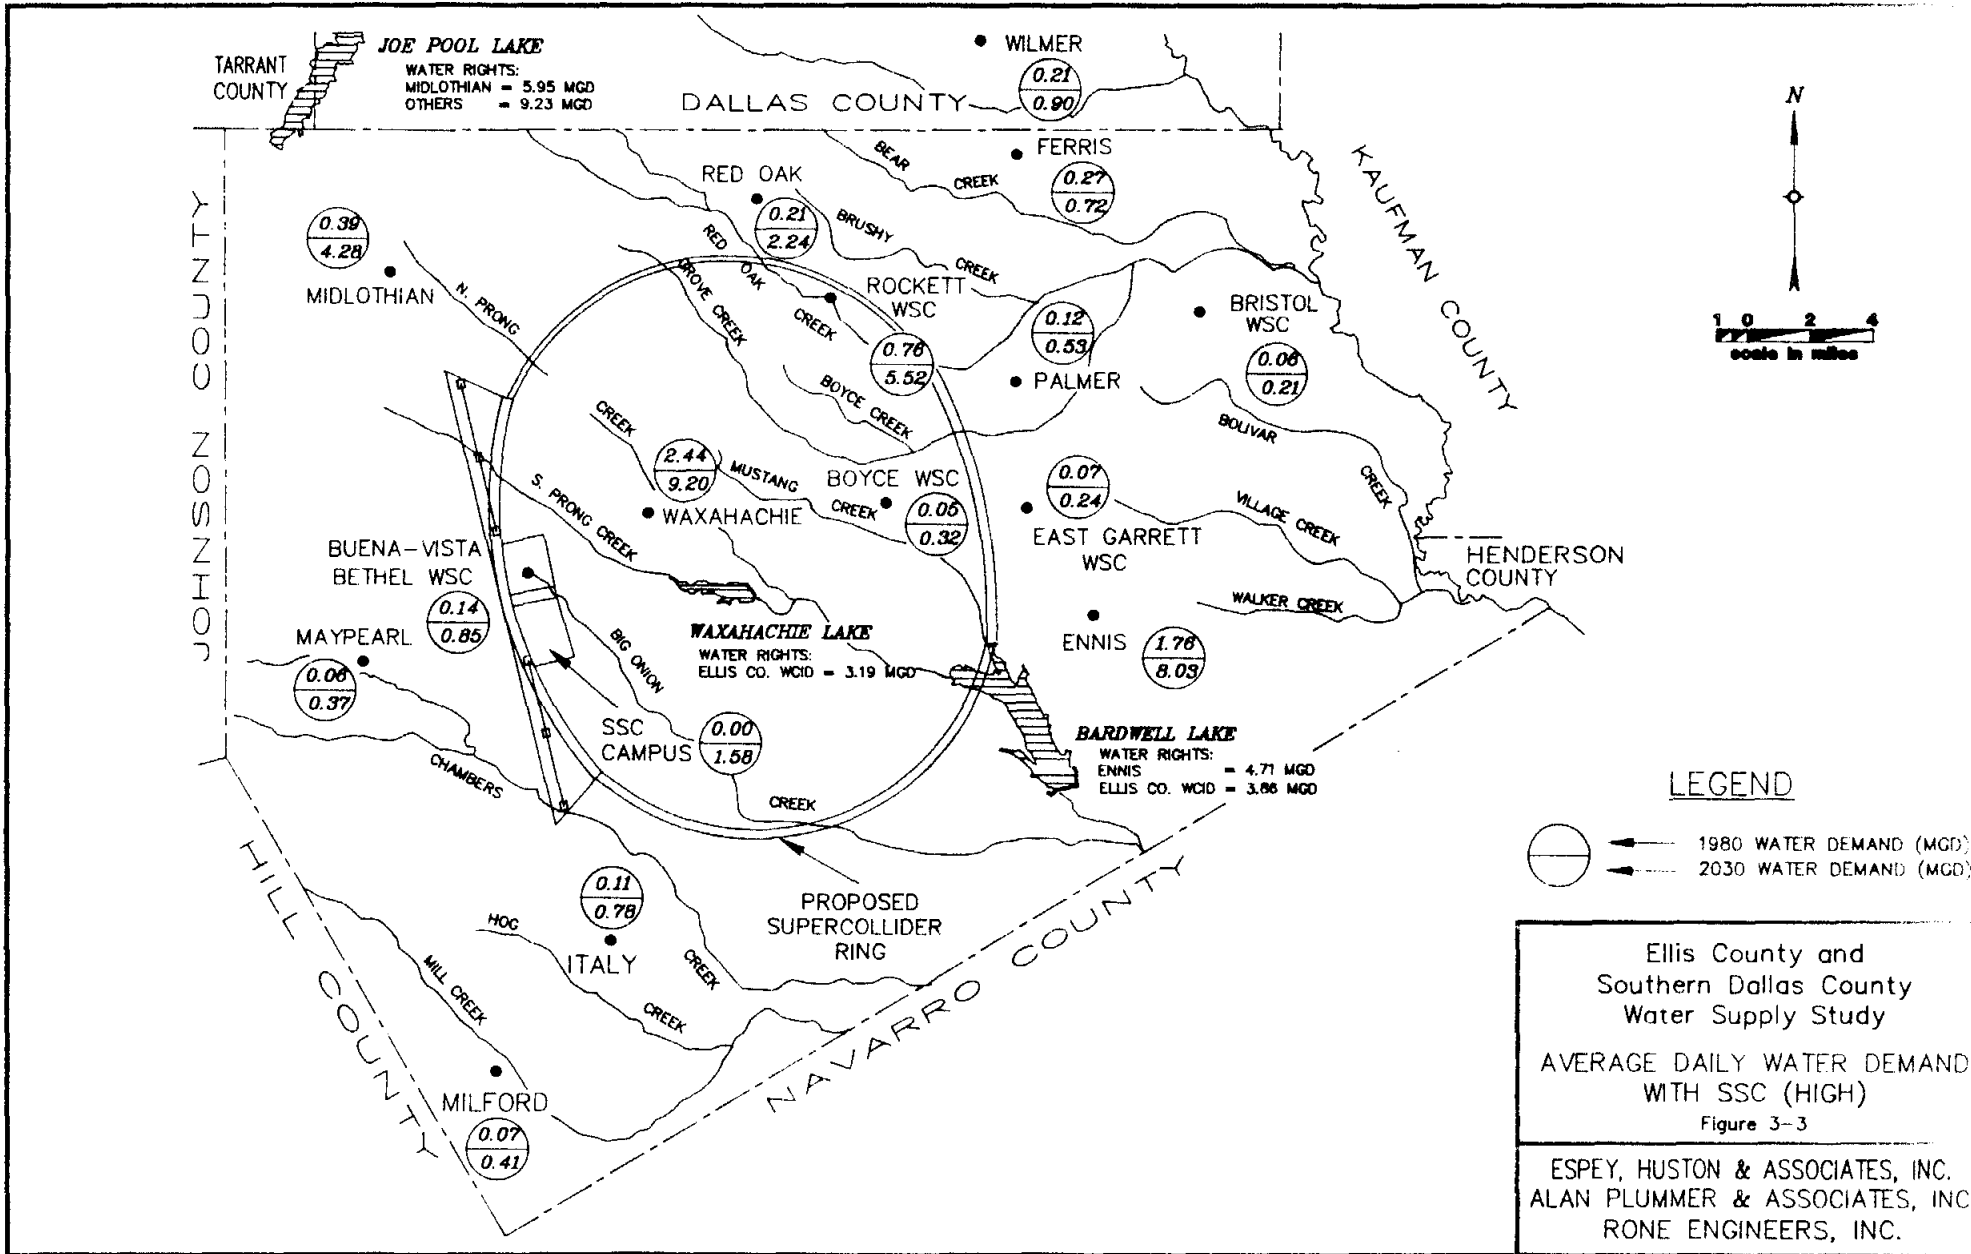 JOE POOL LAKE
WATER RIGHTS:
MIDLOTHIAN = 5.95 MGD
OTHERS = 9.23 MGD
TARRANT
COUNTY
DALLAS COUNTY
WILMER
0.21
0.90
N
KAUFMAN COUNTY
FERRIS
0.27
0.72
BEAR
CREEK
RED OAK
0.21
2.24
BRUSHY
CREEK
RED
OAK
CREEK
GROVE CREEK
JOHNSON COUNTY
0.39
4.28
MIDLOTHIAN
N. PRONG
ROCKETT
WSC
0.76
5.52
0.12
0.53
PALMER
BRISTOL
WSC
0.06
0.21
1 0 2 4
scale in miles
BOYCE CREEK
BOLIVAR
CREEK
CREEK
2.44
9.20
MUSTANG
CREEK
WAXAHACHIE
S. PRONG CREEK
BOYCE WSC
0.05
0.32
0.07
0.24
EAST GARRETT
WSC
VILLAGE CREEK
WALKER CREEK
HENDERSON
COUNTY
BUENA-VISTA
BETHEL WSC
0.14
0.85
MAYPEARL
0.06
0.37
BIG ONION
CREEK
WAXAHACHIE LAKE
WATER RIGHTS:
ELLIS CO. WCID = 3.19 MGD
ENNIS
1.76
8.03
SSC
CAMPUS
0.00
1.58
BARDWELL LAKE
WATER RIGHTS:
ENNIS = 4.71 MGD
ELLIS CO. WCID = 3.86 MGD
CHAMBERS
CREEK
HILL COUNTY
0.11
0.78
ITALY
HOG
CREEK
MILL CREEK
PROPOSED
SUPERCOLLIDER
RING
NAVARRO COUNTY
MILFORD
0.07
0.41
LEGEND
1980 WATER DEMAND (MGD)
2030 WATER DEMAND (MGD)
Ellis County and
Southern Dallas County
Water Supply Study
AVERAGE DAILY WATER DEMAND
WITH SSC (HIGH)
Figure 3-3
ESPEY, HUSTON & ASSOCIATES, INC.
ALAN PLUMMER & ASSOCIATES, INC
RONE ENGINEERS, INC.